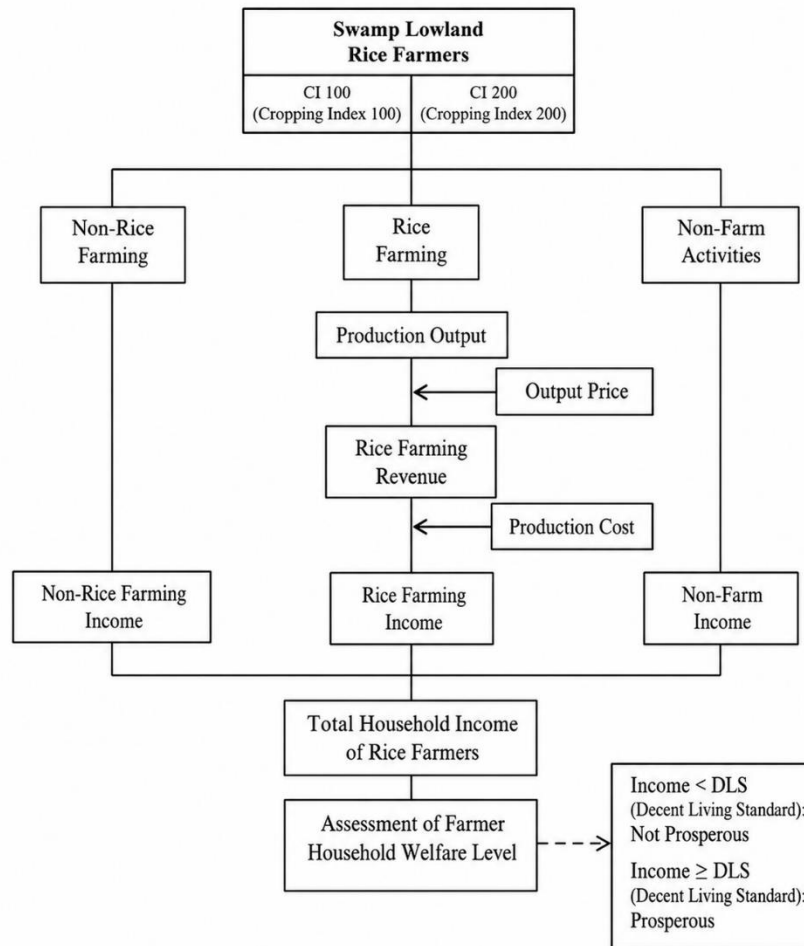 Swamp Lowland
Rice Farmers
CI 100
(Cropping Index 100)
CI 200
(Cropping Index 200)
Non-Rice
Farming
Rice
Farming
Non-Farm
Activities
Production Output
Output Price
Rice Farming
Revenue
Production Cost
Non-Rice Farming
Income
Rice Farming
Income
Non-Farm
Income
Total Household Income
of Rice Farmers
Assessment of Farmer
Household Welfare Level
Income < DLS
(Decent Living Standard):
Not Prosperous
Income ≥ DLS
(Decent Living Standard):
Prosperous